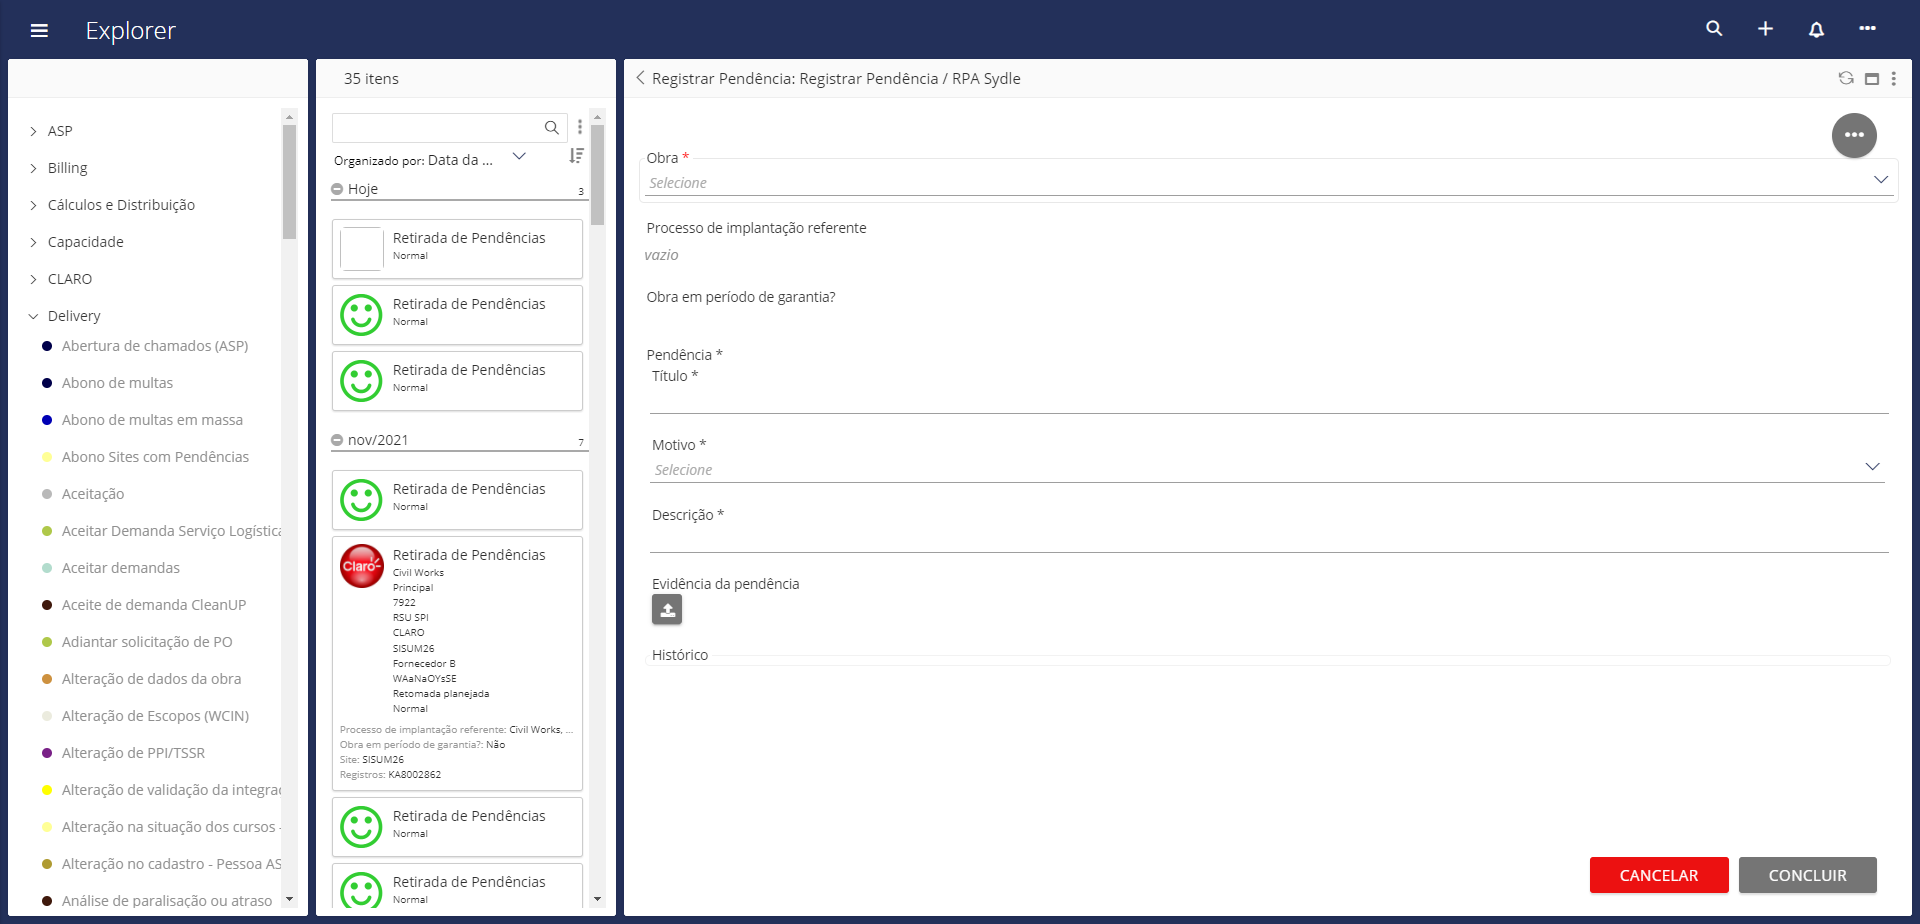 Explorer
ASP
Billing
Cálculos e Distribuição
Capacidade
CLARO
Delivery
Abertura de chamados (ASP)
Abono de multas
Abono de multas em massa
Abono Sites com Pendências
Aceitação
Aceitar Demanda Serviço Logística
Aceitar demandas
Aceite de demanda CleanUP
Adiantar solicitação de PO
Alteração de dados da obra
Alteração de Escopos (WCIN)
Alteração de PPI/TSSR
Alteração de validação da integra
Alteração na situação dos cursos -
Alteração no cadastro - Pessoa AS
Análise de paralisação ou atraso
35 itens
Organizado por: Data da ...
Hoje 3
Retirada de Pendências
Normal
Retirada de Pendências
Normal
Retirada de Pendências
Normal
nov/2021 7
Retirada de Pendências
Normal
Claro
Retirada de Pendências
Civil Works
Principal
7922
RSU SPI
CLARO
SISUM26
Fornecedor B
WAaNaOYsSE
Retomada planejada
Normal
Processo de implantação referente: Civil Works, ...
Obra em período de garantia?: Não
Site: SISUM26
Registros: KA8002862
Retirada de Pendências
Normal
Retirada de Pendências
Normal
Registrar Pendência: Registrar Pendência / RPA Sydle
Obra *
Selecione
Processo de implantação referente
vazio
Obra em período de garantia?
Pendência *
Título *
Motivo *
Selecione
Descrição *
Evidência da pendência
Histórico
CANCELAR
CONCLUIR